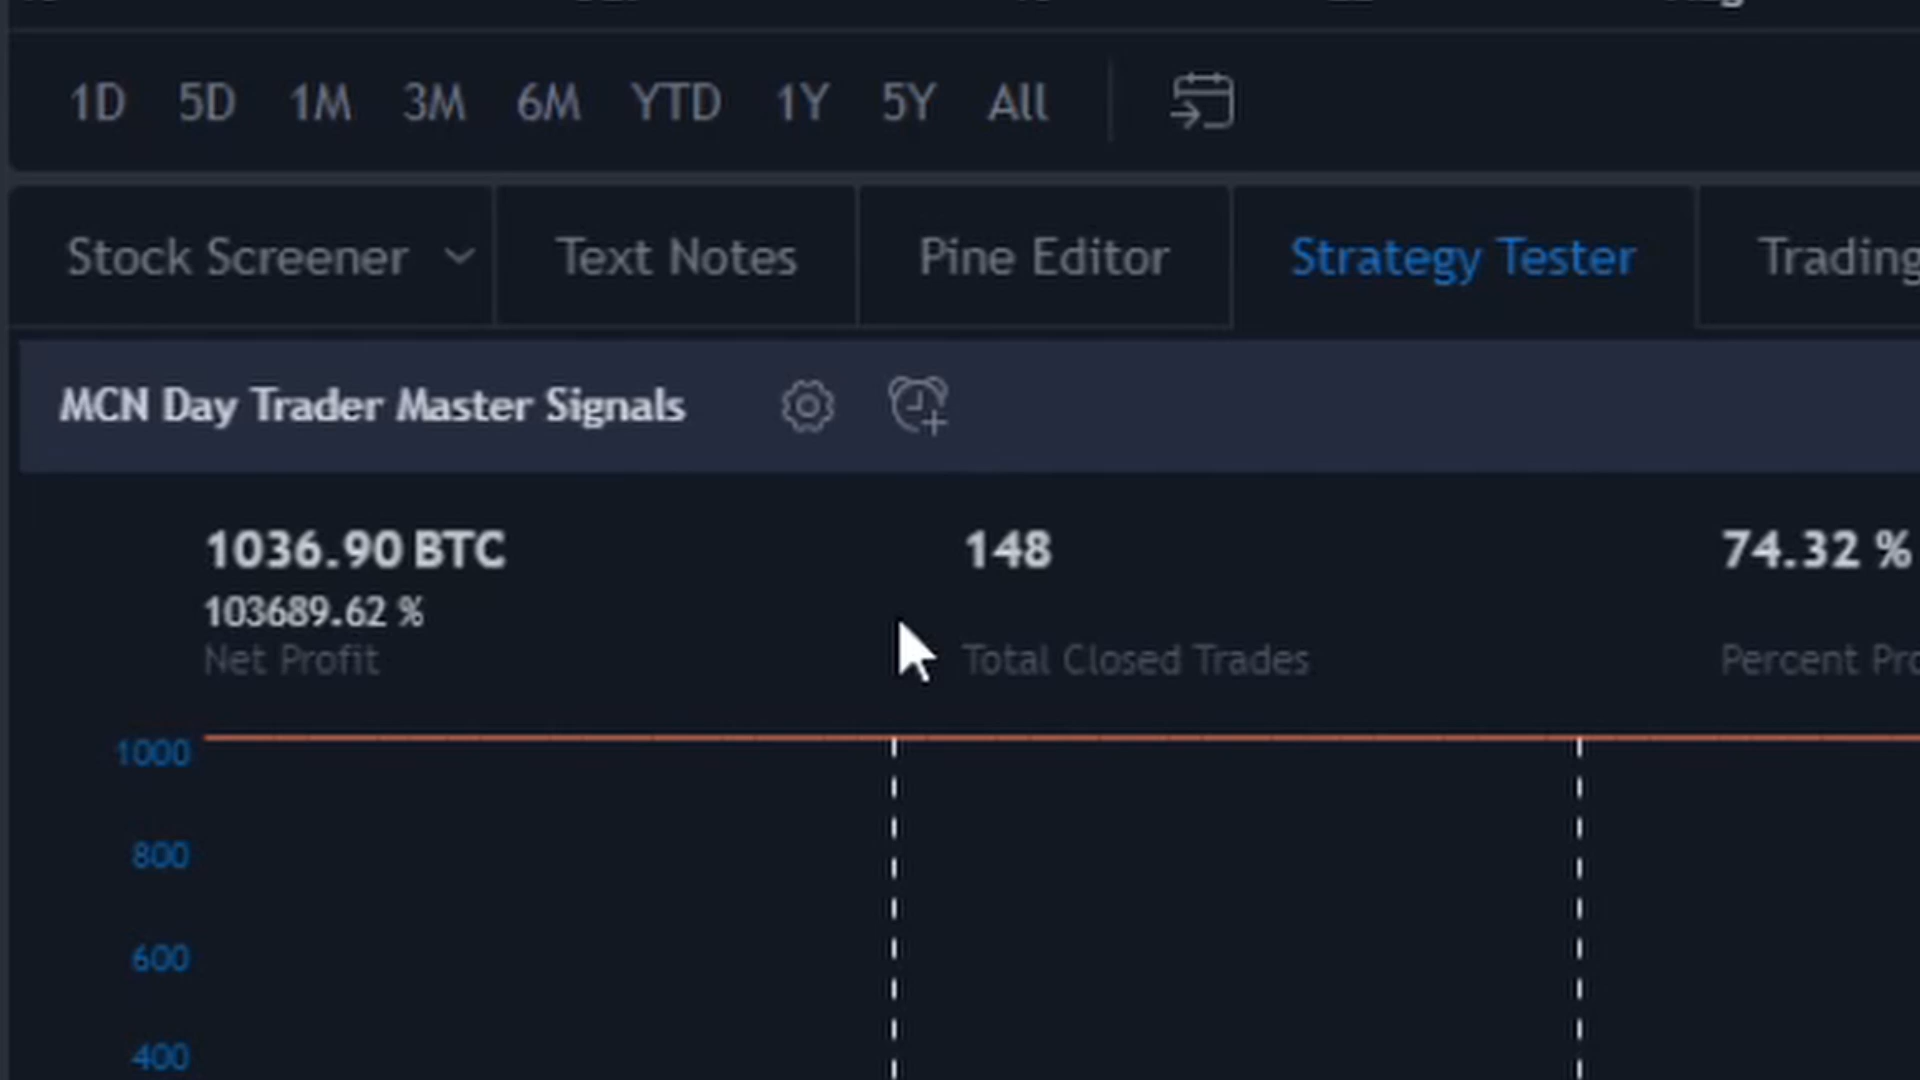 1D 5D 1M 3M 6M YTD 1Y 5Y All
Stock Screener Text Notes Pine Editor Strategy Tester Trading
MCN Day Trader Master Signals
1036.90 BTC 148 74.32 %
103689.62 %
Net Profit Total Closed Trades Percent
1000
800
600
400